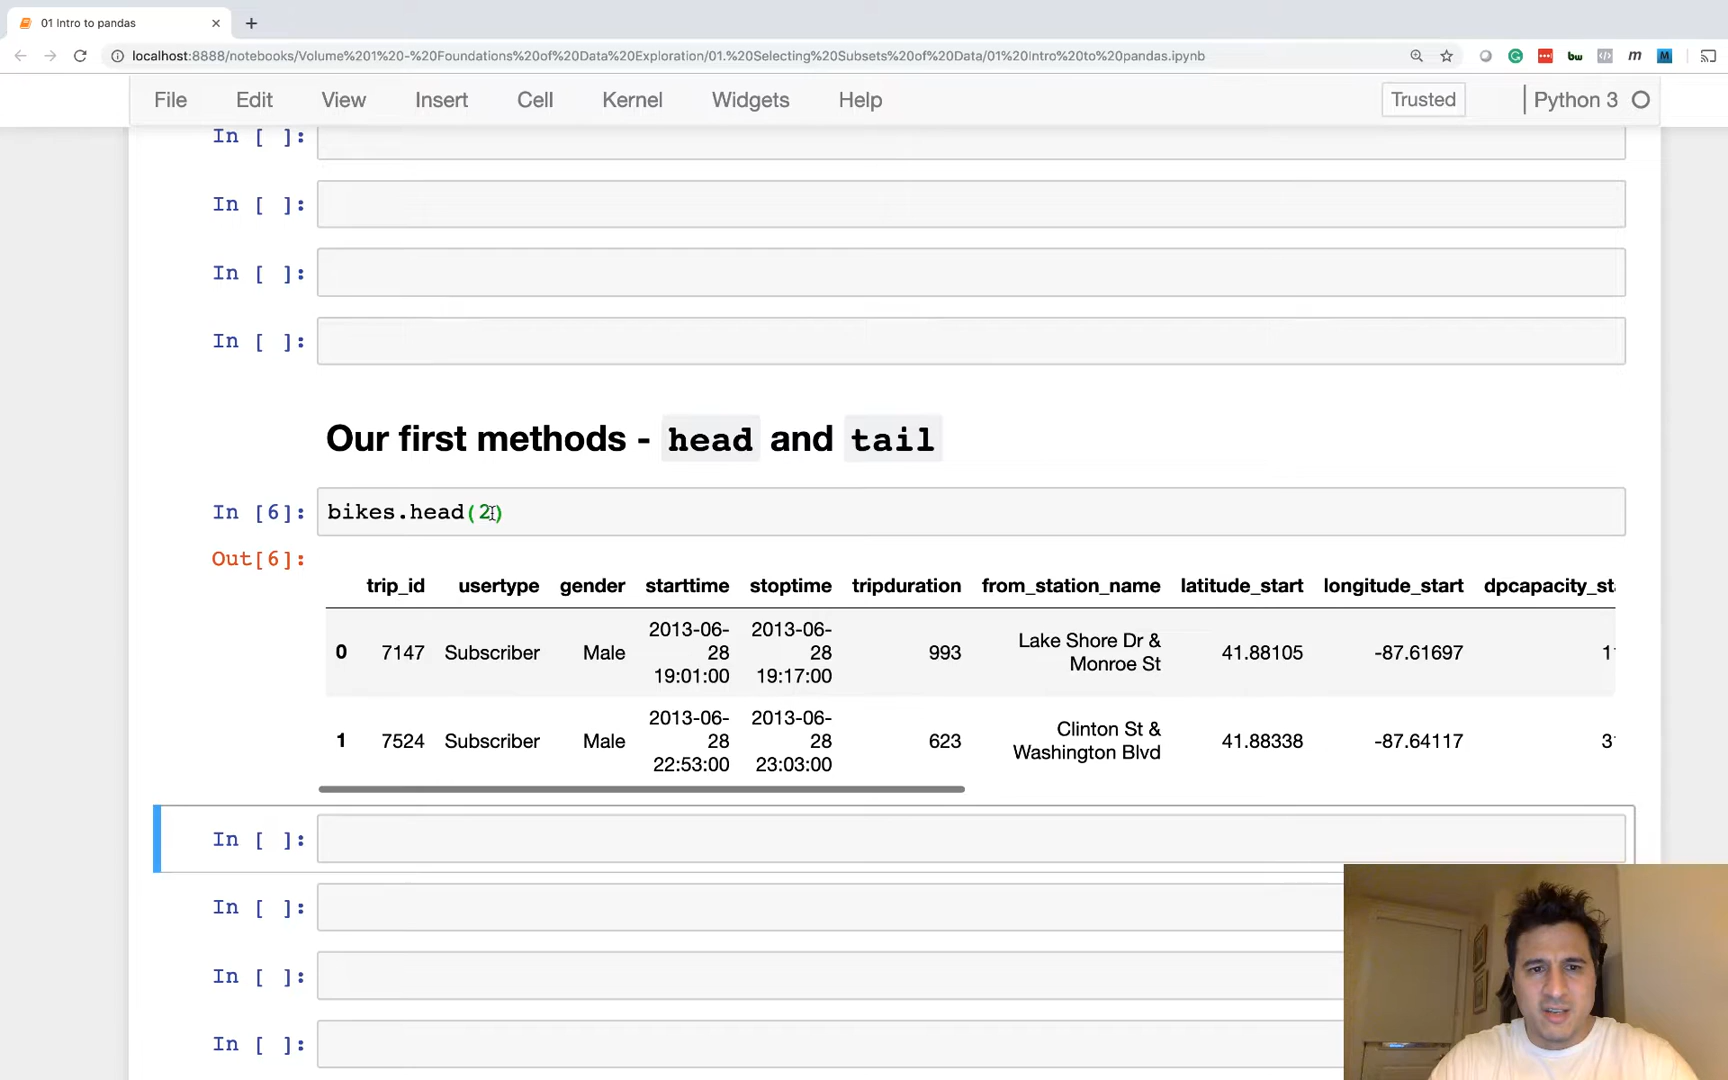 01 Intro to pandas
localhost:8888/notebooks/Volume%201%20-%20Foundations%20of%20Data%20Exploration/01.%20Selecting%20Subsets%20of%20Data/01%20Intro%20to%20pandas.ipynb
File Edit View Insert Cell Kernel Widgets Help Trusted Python 3
In [ ]:
In [ ]:
In [ ]:
In [ ]:
Our first methods - head and tail
In [6]: bikes.head(2)
Out[6]:
trip_id usertype gender starttime stoptime tripduration from_station_name latitude_start longitude_start dpcapacity_sta
0 7147 Subscriber Male 2013-06-28 19:01:00 2013-06-28 19:17:00 993 Lake Shore Dr & Monroe St 41.88105 -87.61697 1
1 7524 Subscriber Male 2013-06-28 22:53:00 2013-06-28 23:03:00 623 Clinton St & Washington Blvd 41.88338 -87.64117 3
In [ ]:
In [ ]:
In [ ]:
In [ ]: